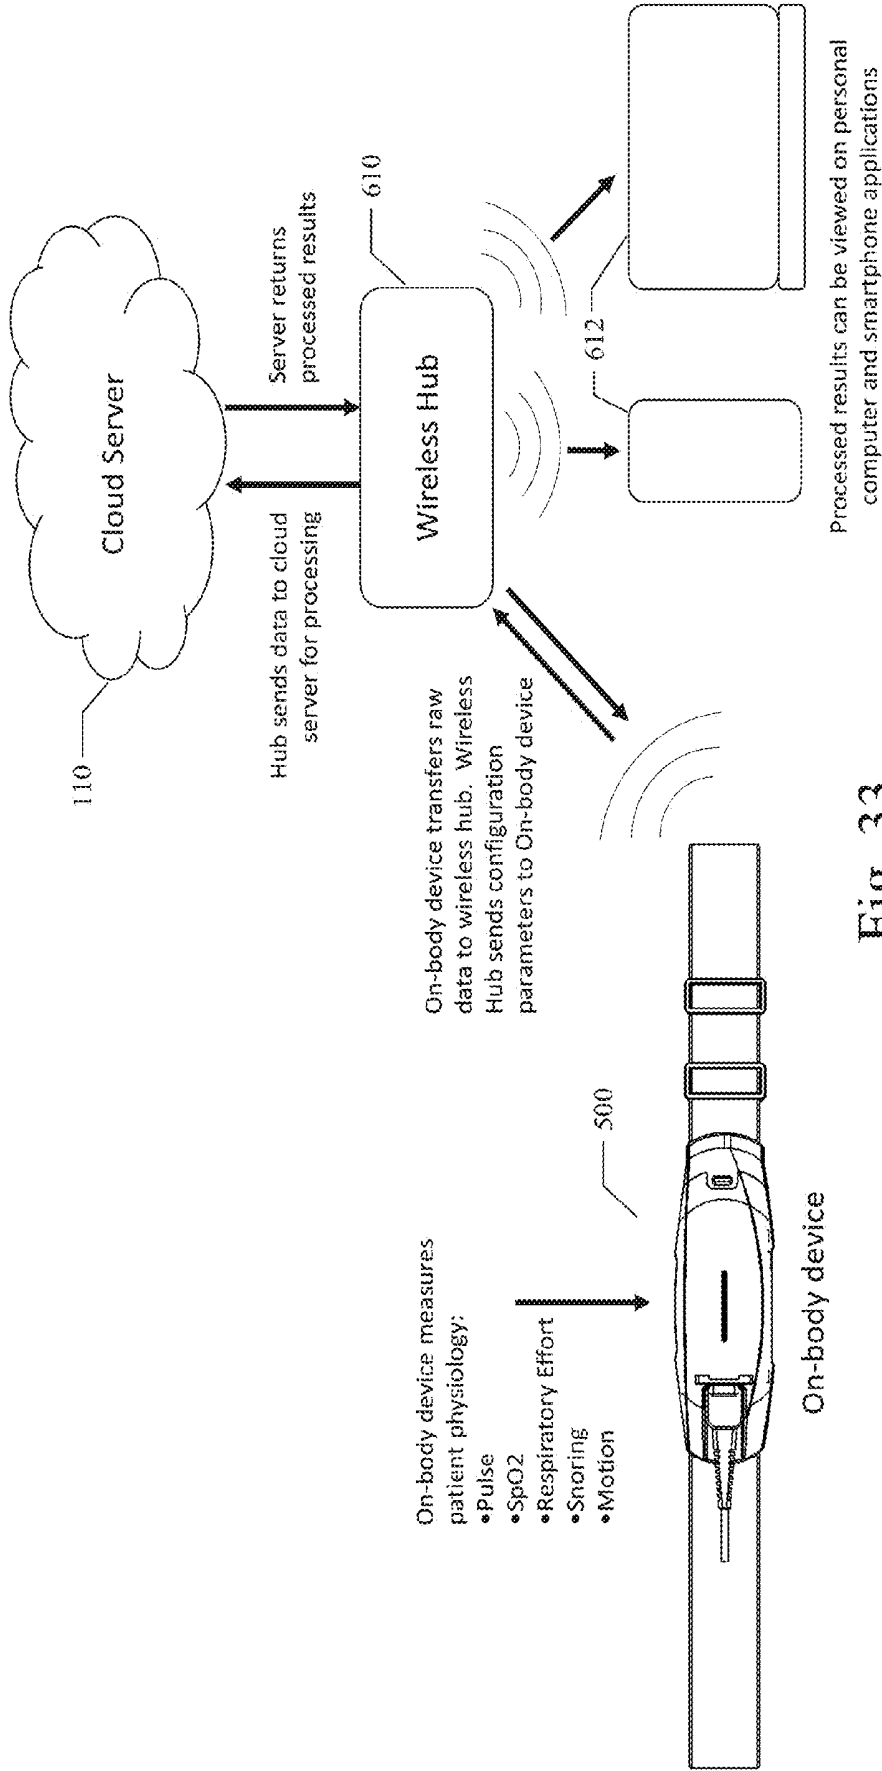 110
Cloud Server
Hub sends data to cloud
server for processing
Server returns
processed results
610
Wireless Hub
On-body device transfers raw
data to wireless hub. Wireless
Hub sends configuration
parameters to On-body device
On-body device measures
patient physiology:
•Pulse
•SpO2
•Respiratory Effort
•Snoring
•Motion
500
612
On-body device
Processed results can be viewed on personal
computer and smartphone applications
Fig. 33